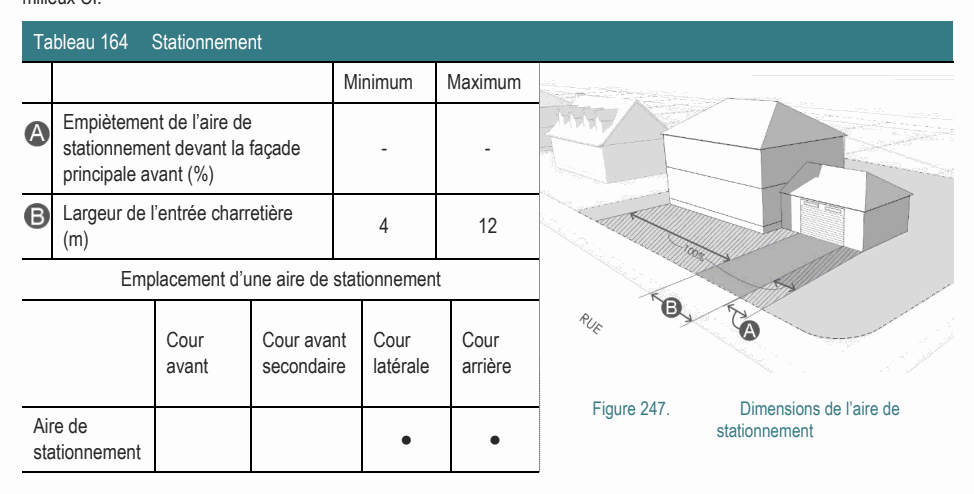 Tableau 164 Stationnement
Minimum Maximum
A Empiètement de l'aire de
stationnement devant la façade
principale avant (%)
- -
B Largeur de l'entrée charretière
(m)
4 12
Emplacement d'une aire de stationnement
Cour
avant
Cour avant
secondaire
Cour
latérale
Cour
arrière
Aire de
stationnement
● ●
100%
B
A
RUE
Figure 247. Dimensions de l'aire de
stationnement